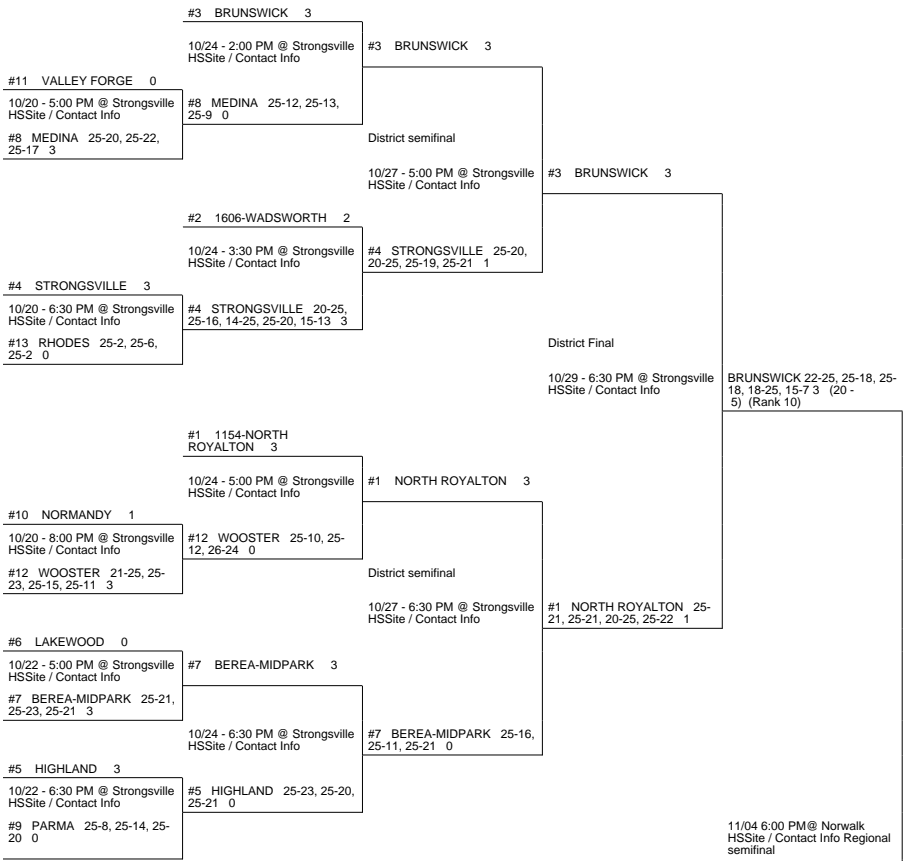 #3 BRUNSWICK 3
10/24 - 2:00 PM @ Strongsville
HSSite / Contact Info
#3 BRUNSWICK 3
#11 VALLEY FORGE 0
10/20 - 5:00 PM @ Strongsville
HSSite / Contact Info
#8 MEDINA 25-12, 25-13,
25-9 0
#8 MEDINA 25-20, 25-22,
25-17 3
District semifinal
10/27 - 5:00 PM @ Strongsville
HSSite / Contact Info
#3 BRUNSWICK 3
#2 1606-WADSWORTH 2
10/24 - 3:30 PM @ Strongsville
HSSite / Contact Info
#4 STRONGSVILLE 25-20,
20-25, 25-19, 25-21 1
#4 STRONGSVILLE 3
10/20 - 6:30 PM @ Strongsville
HSSite / Contact Info
#4 STRONGSVILLE 20-25,
25-16, 14-25, 25-20, 15-13 3
#13 RHODES 25-2, 25-6,
25-2 0
District Final
10/29 - 6:30 PM @ Strongsville
HSSite / Contact Info
BRUNSWICK 22-25, 25-18, 25-
18, 18-25, 15-7 3 (20 -
5) (Rank 10)
#1 1154-NORTH
ROYALTON 3
10/24 - 5:00 PM @ Strongsville
HSSite / Contact Info
#1 NORTH ROYALTON 3
#10 NORMANDY 1
10/20 - 8:00 PM @ Strongsville
HSSite / Contact Info
#12 WOOSTER 25-10, 25-
12, 26-24 0
#12 WOOSTER 21-25, 25-
23, 25-15, 25-11 3
District semifinal
10/27 - 6:30 PM @ Strongsville
HSSite / Contact Info
#1 NORTH ROYALTON 25-
21, 25-21, 20-25, 25-22 1
#6 LAKEWOOD 0
10/22 - 5:00 PM @ Strongsville
HSSite / Contact Info
#7 BEREA-MIDPARK 3
#7 BEREA-MIDPARK 25-21,
25-23, 25-21 3
10/24 - 6:30 PM @ Strongsville
HSSite / Contact Info
#7 BEREA-MIDPARK 25-16,
25-11, 25-21 0
#5 HIGHLAND 3
10/22 - 6:30 PM @ Strongsville
HSSite / Contact Info
#5 HIGHLAND 25-23, 25-20,
25-21 0
#9 PARMA 25-8, 25-14, 25-
20 0
11/04 6:00 PM@ Norwalk
HSSite / Contact Info Regional
semifinal